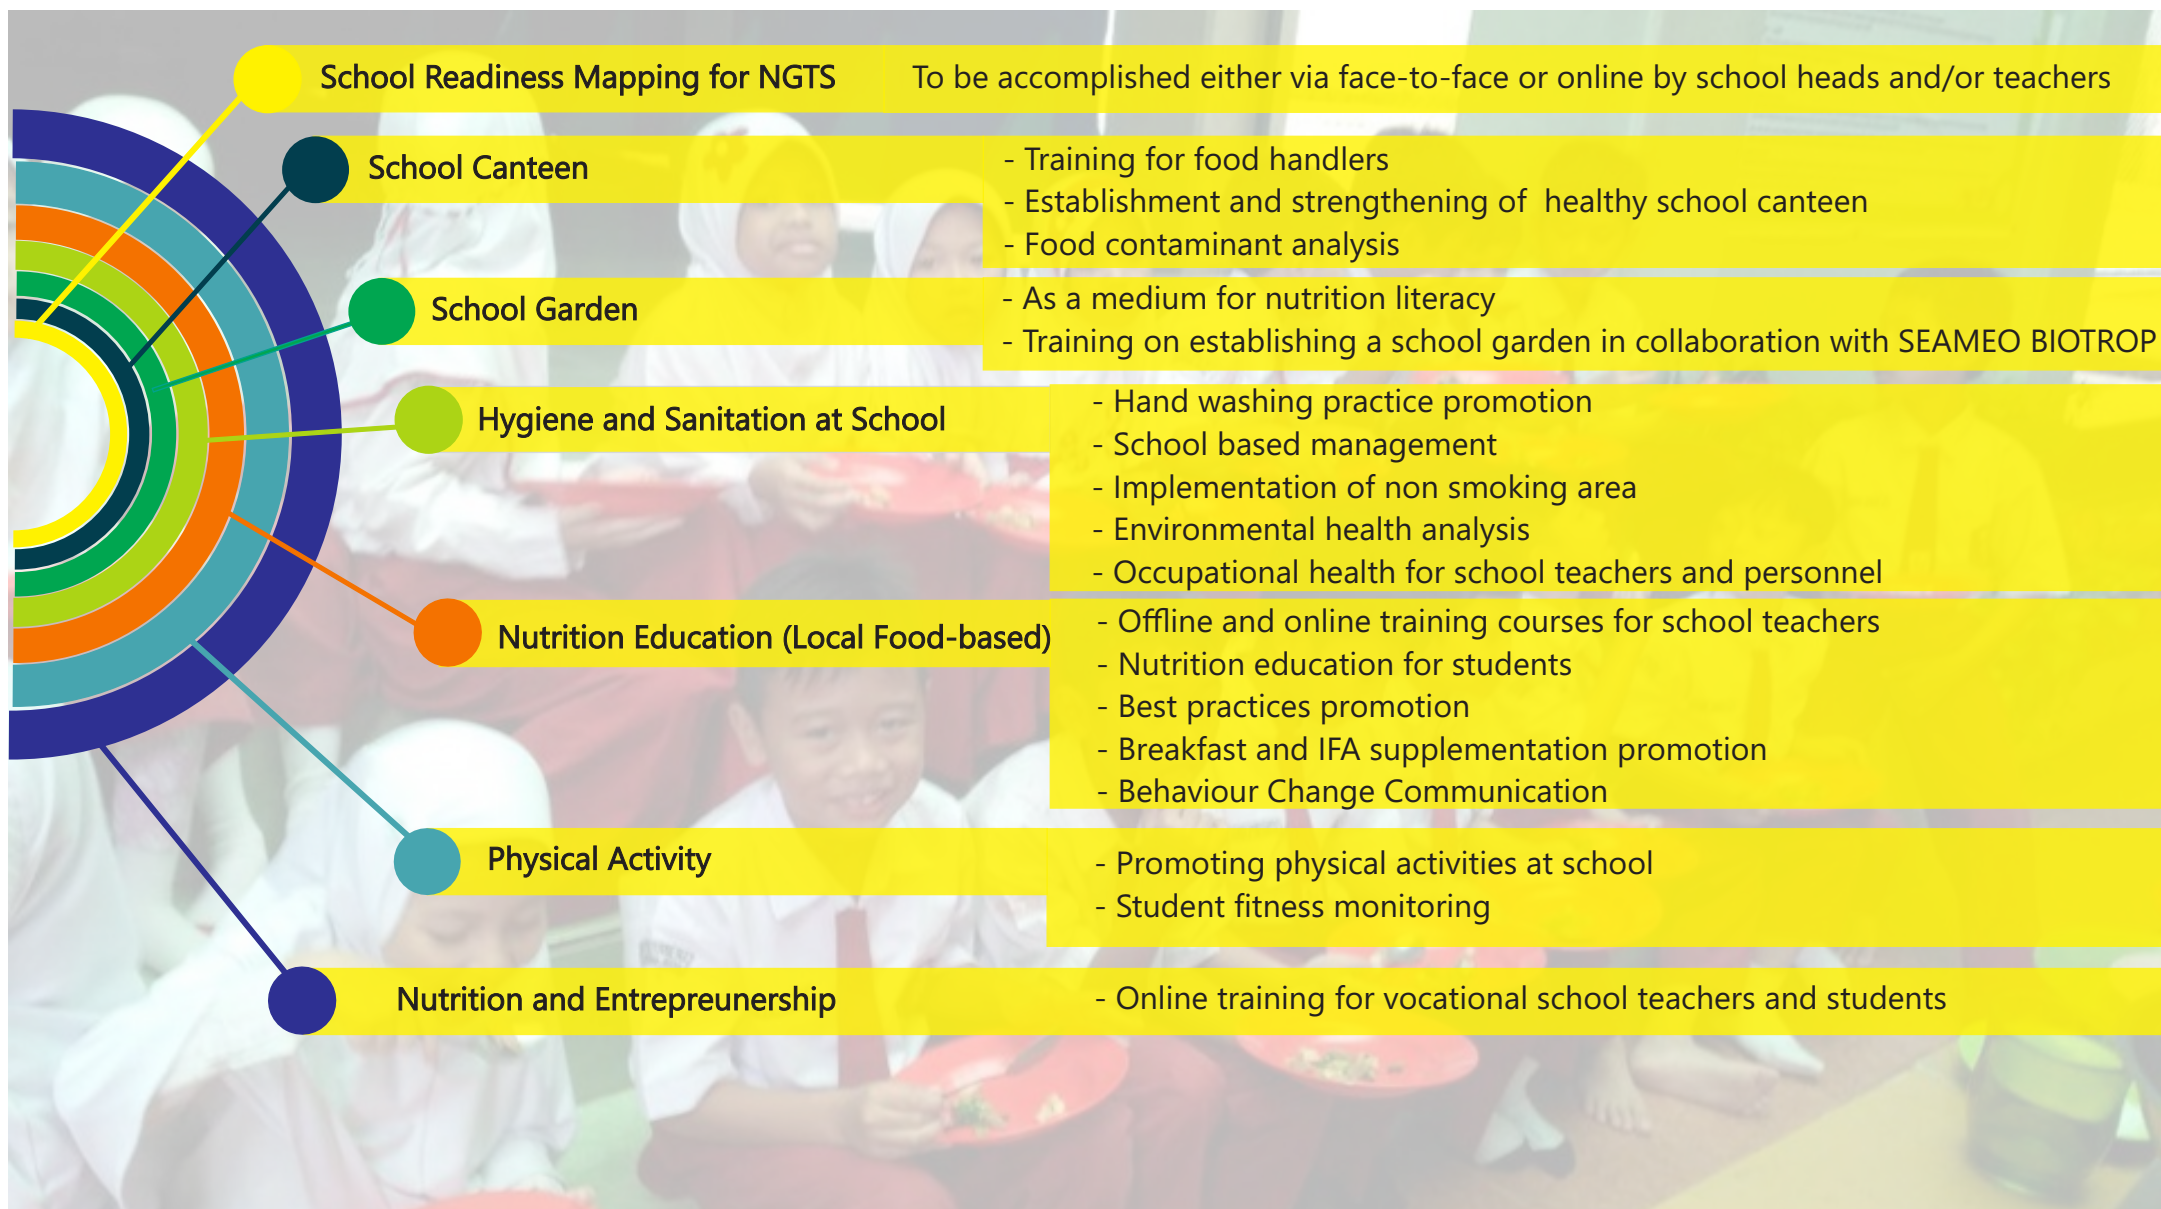 School Readiness Mapping for NGTS
To be accomplished either via face-to-face or online by school heads and/or teachers
School Canteen
- Training for food handlers
- Establishment and strengthening of  healthy school canteen
- Food contaminant analysis
School Garden
- As a medium for nutrition literacy
- Training on establishing a school garden in collaboration with SEAMEO BIOTROP
Hygiene and Sanitation at School
- Hand washing practice promotion
- School based management
- Implementation of non smoking area
- Environmental health analysis
- Occupational health for school teachers and personnel
Nutrition Education (Local Food-based)
- Offline and online training courses for school teachers
- Nutrition education for students
- Best practices promotion
- Breakfast and IFA supplementation promotion
- Behaviour Change Communication
Physical Activity
- Promoting physical activities at school
- Student fitness monitoring
Nutrition and Entrepreunership
- Online training for vocational school teachers and students